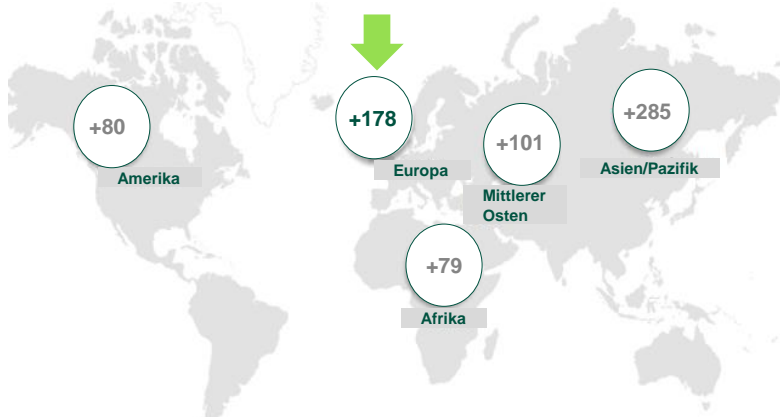 +80
Amerika
+178
Europa
+101
Mittlerer
Osten
+285
Asien/Pazifik
+79
Afrika